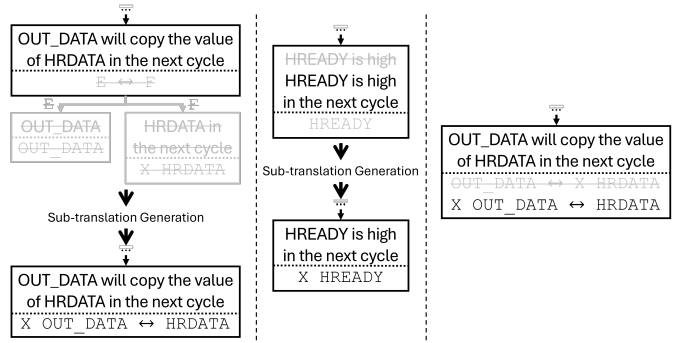 OUT_DATA will copy the value
of HRDATA in the next cycle
E ↔ F
E
F
OUT_DATA
OUT_DATA
HRDATA in
the next cycle
X HRDATA
Sub-translation Generation
OUT_DATA will copy the value
of HRDATA in the next cycle
X OUT_DATA ↔ HRDATA
HREADY is high
HREADY is high
in the next cycle
HREADY
Sub-translation Generation
HREADY is high
in the next cycle
X HREADY
OUT_DATA will copy the value
of HRDATA in the next cycle
OUT_DATA ↔ X HRDATA
X OUT_DATA ↔ HRDATA